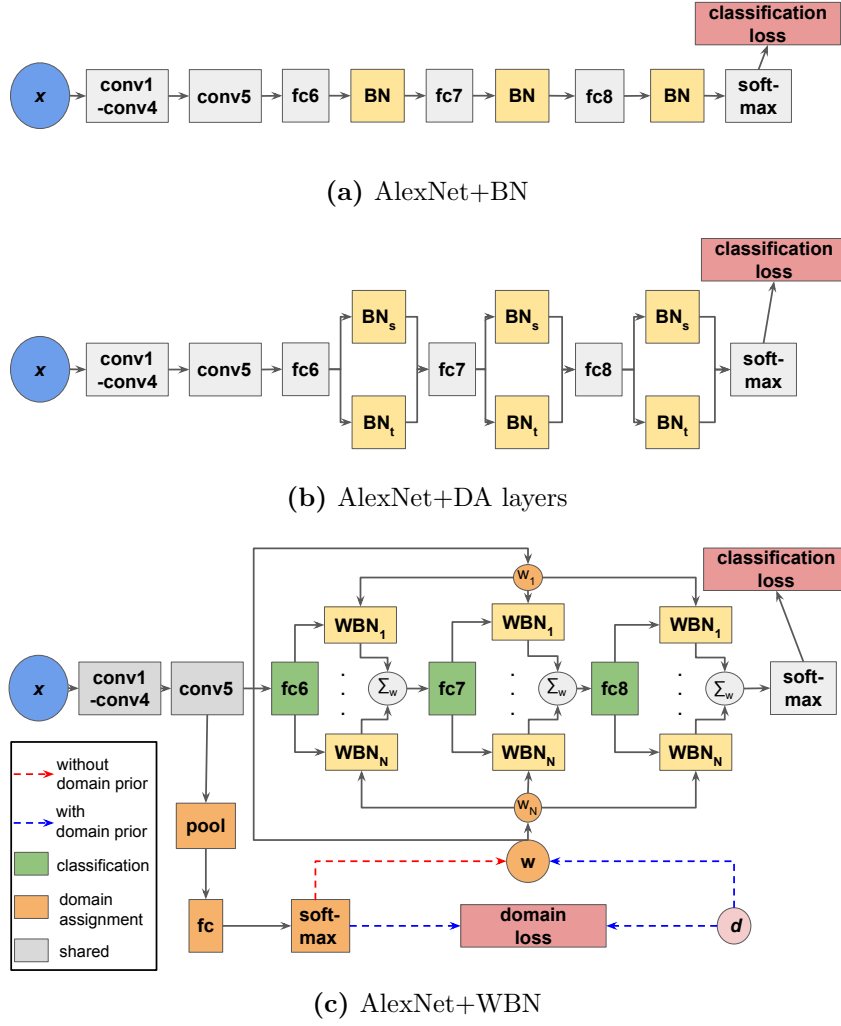 classification
loss
x
conv1
-conv4
conv5
fc6
BN
fc7
BN
fc8
BN
soft-
max
(a) AlexNet+BN
classification
loss
x
conv1
-conv4
conv5
fc6
BNs
BNt
fc7
BNs
BNt
fc8
BNs
BNt
soft-
max
(b) AlexNet+DA layers
classification
loss
w1
x
conv1
-conv4
conv5
fc6
WBN1
.
.
.
WBNN
Σw
fc7
WBN1
.
.
.
WBNN
Σw
fc8
WBN1
.
.
.
WBNN
Σw
soft-
max
wN
w
pool
fc
soft-
max
domain
loss
d
without
domain prior
with
domain prior
classification
domain
assignment
shared
(c) AlexNet+WBN